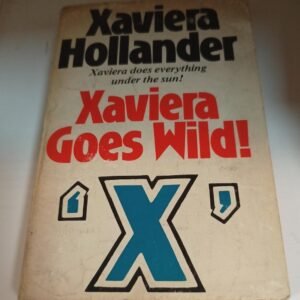 Xaviera
Hollander
Xaviera does everything
under the sun!
Xaviera
Goes Wild!
‘X’